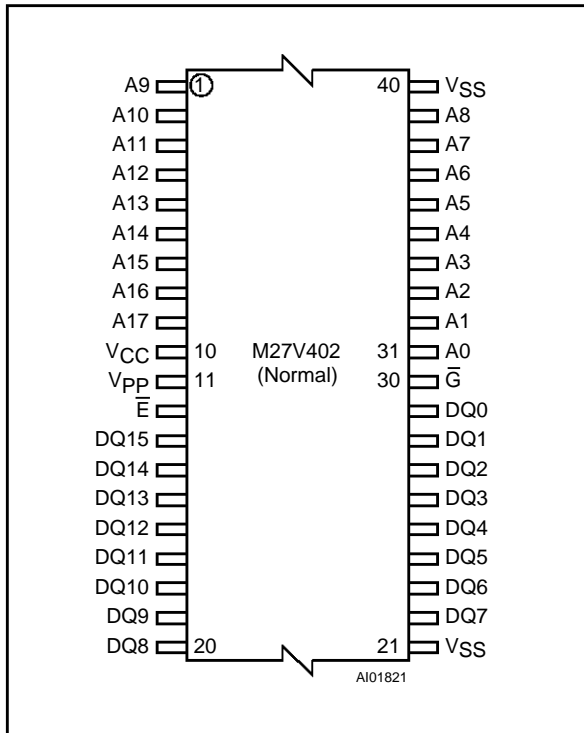 A9 1 40 VSS
A10 A8
A11 A7
A12 A6
A13 A5
A14 A4
A15 A3
A16 A2
A17 A1
VCC 10 M27V402 31 A0
VPP 11 (Normal) 30 G̅
E̅ DQ0
DQ15 DQ1
DQ14 DQ2
DQ13 DQ3
DQ12 DQ4
DQ11 DQ5
DQ10 DQ6
DQ9 DQ7
DQ8 20 21 VSS
AI01821